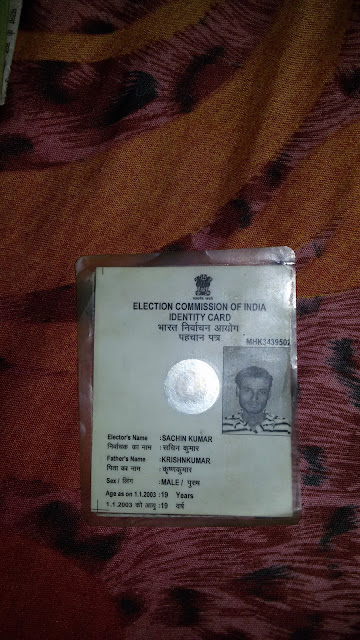 ELECTION COMMISSION OF INDIA
IDENTITY CARD
भारत निर्वाचन आयोग
पहचान पत्र
MHK3439502
Elector's Name : SACHIN KUMAR
निर्वाचक का नाम : सचिन कुमार
Father's Name : KRISHNKUMAR
पिता का नाम : कृष्णकुमार
Sex / लिंग : MALE / पुरुष
Age as on 1.1.2003 : 19 Years
1.1.2003 को आयु : 19 वर्ष